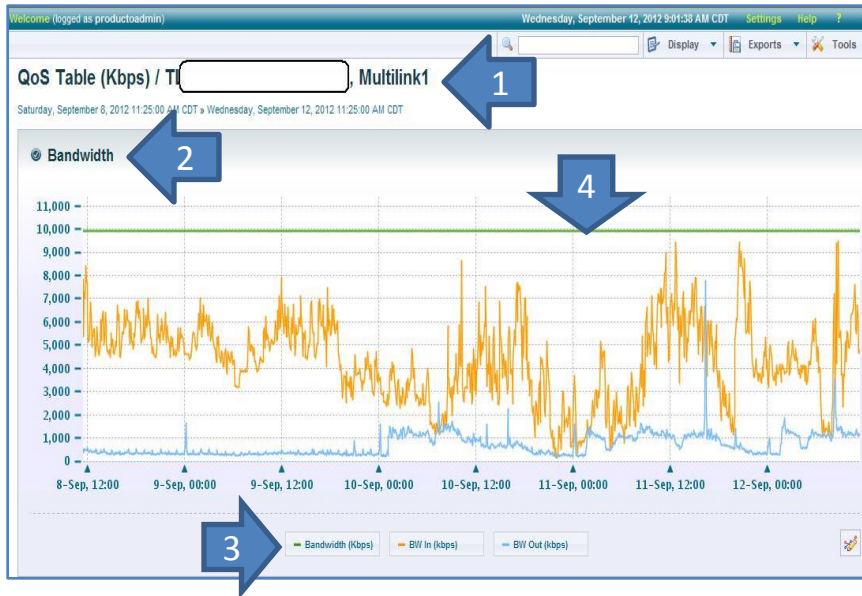 Welcome (logged as productoadmin) Wednesday, September 12, 2012 9:01:38 AM CDT Settings Help ?
Display Exports Tools
QoS Table (Kbps) / , Multilink1
1
Saturday, September 8, 2012 11:25:00 AM CDT » Wednesday, September 12, 2012 11:25:00 AM CDT
Bandwidth
2
4
11,000
10,000
9,000
8,000
7,000
6,000
5,000
4,000
3,000
2,000
1,000
0
8-Sep, 12:00 9-Sep, 00:00 9-Sep, 12:00 10-Sep, 00:00 10-Sep, 12:00 11-Sep, 00:00 11-Sep, 12:00 12-Sep, 00:00
3
Bandwidth (Kbps) BW In (kbps) BW Out (kbps)